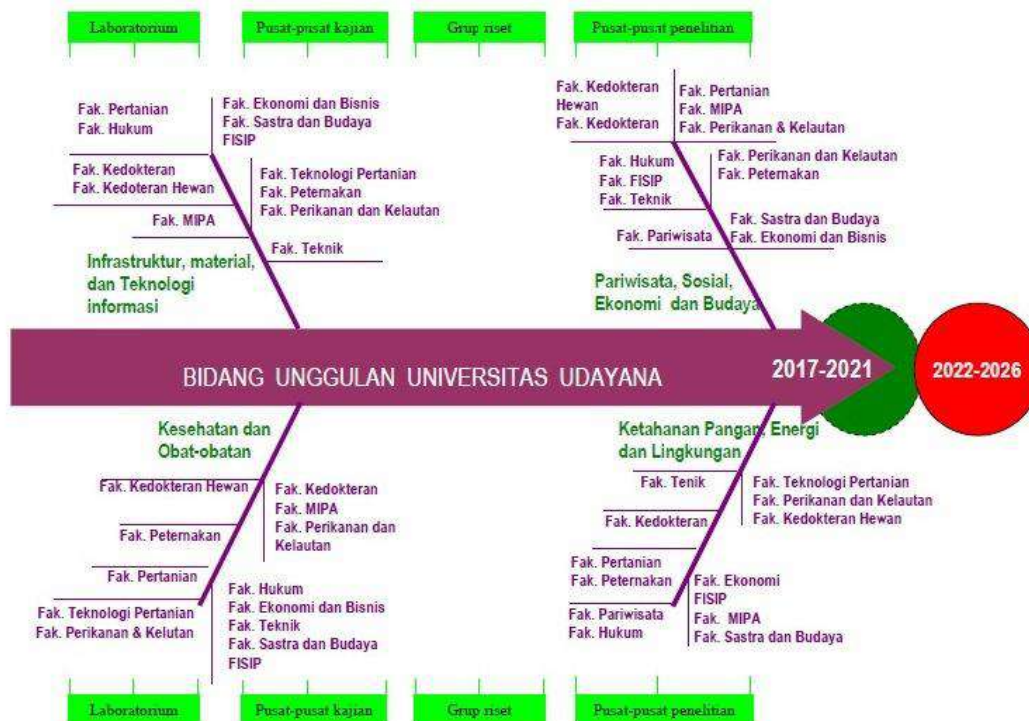 Laboratorium
Pusat-pusat kajian
Grup riset
Pusat-pusat penelitian
Fak. Pertanian
Fak. Hukum
Fak. Ekonomi dan Bisnis
Fak. Sastra dan Budaya
FISIP
Fak. Kedokteran
Fak. Kedoteran Hewan
Fak. Teknologi Pertanian
Fak. Peternakan
Fak. Perikanan dan Kelautan
Fak. MIPA
Fak. Teknik
Infrastruktur, material,
dan Teknologi
informasi
Fak. Kedokteran
Hewan
Fak. Kedokteran
Fak. Pertanian
Fak. MIPA
Fak. Perikanan & Kelautan
Fak. Hukum
Fak. FISIP
Fak. Teknik
Fak. Perikanan dan Kelautan
Fak. Peternakan
Fak. Pariwisata
Fak. Sastra dan Budaya
Fak. Ekonomi dan Bisnis
Pariwisata, Sosial,
Ekonomi dan Budaya
BIDANG UNGGULAN UNIVERSITAS UDAYANA
2017-2021
2022-2026
Kesehatan dan
Obat-obatan
Fak. Kedokteran Hewan
Fak. Kedokteran
Fak. MIPA
Fak. Perikanan dan
Kelautan
Fak. Peternakan
Fak. Pertanian
Fak. Teknologi Pertanian
Fak. Perikanan & Kelutan
Fak. Hukum
Fak. Ekonomi dan Bisnis
Fak. Teknik
Fak. Sastra dan Budaya
FISIP
Ketahanan Pangan, Energi
dan Lingkungan
Fak. Tenik
Fak. Teknologi Pertanian
Fak. Perikanan dan Kelautan
Fak. Kedokteran Hewan
Fak. Kedokteran
Fak. Pertanian
Fak. Peternakan
Fak. Pariwisata
Fak. Hukum
Fak. Ekonomi
FISIP
Fak. MIPA
Fak. Sastra dan Budaya
Laboratorium
Pusat-pusat kajian
Grup riset
Pusat-pusat penelitian